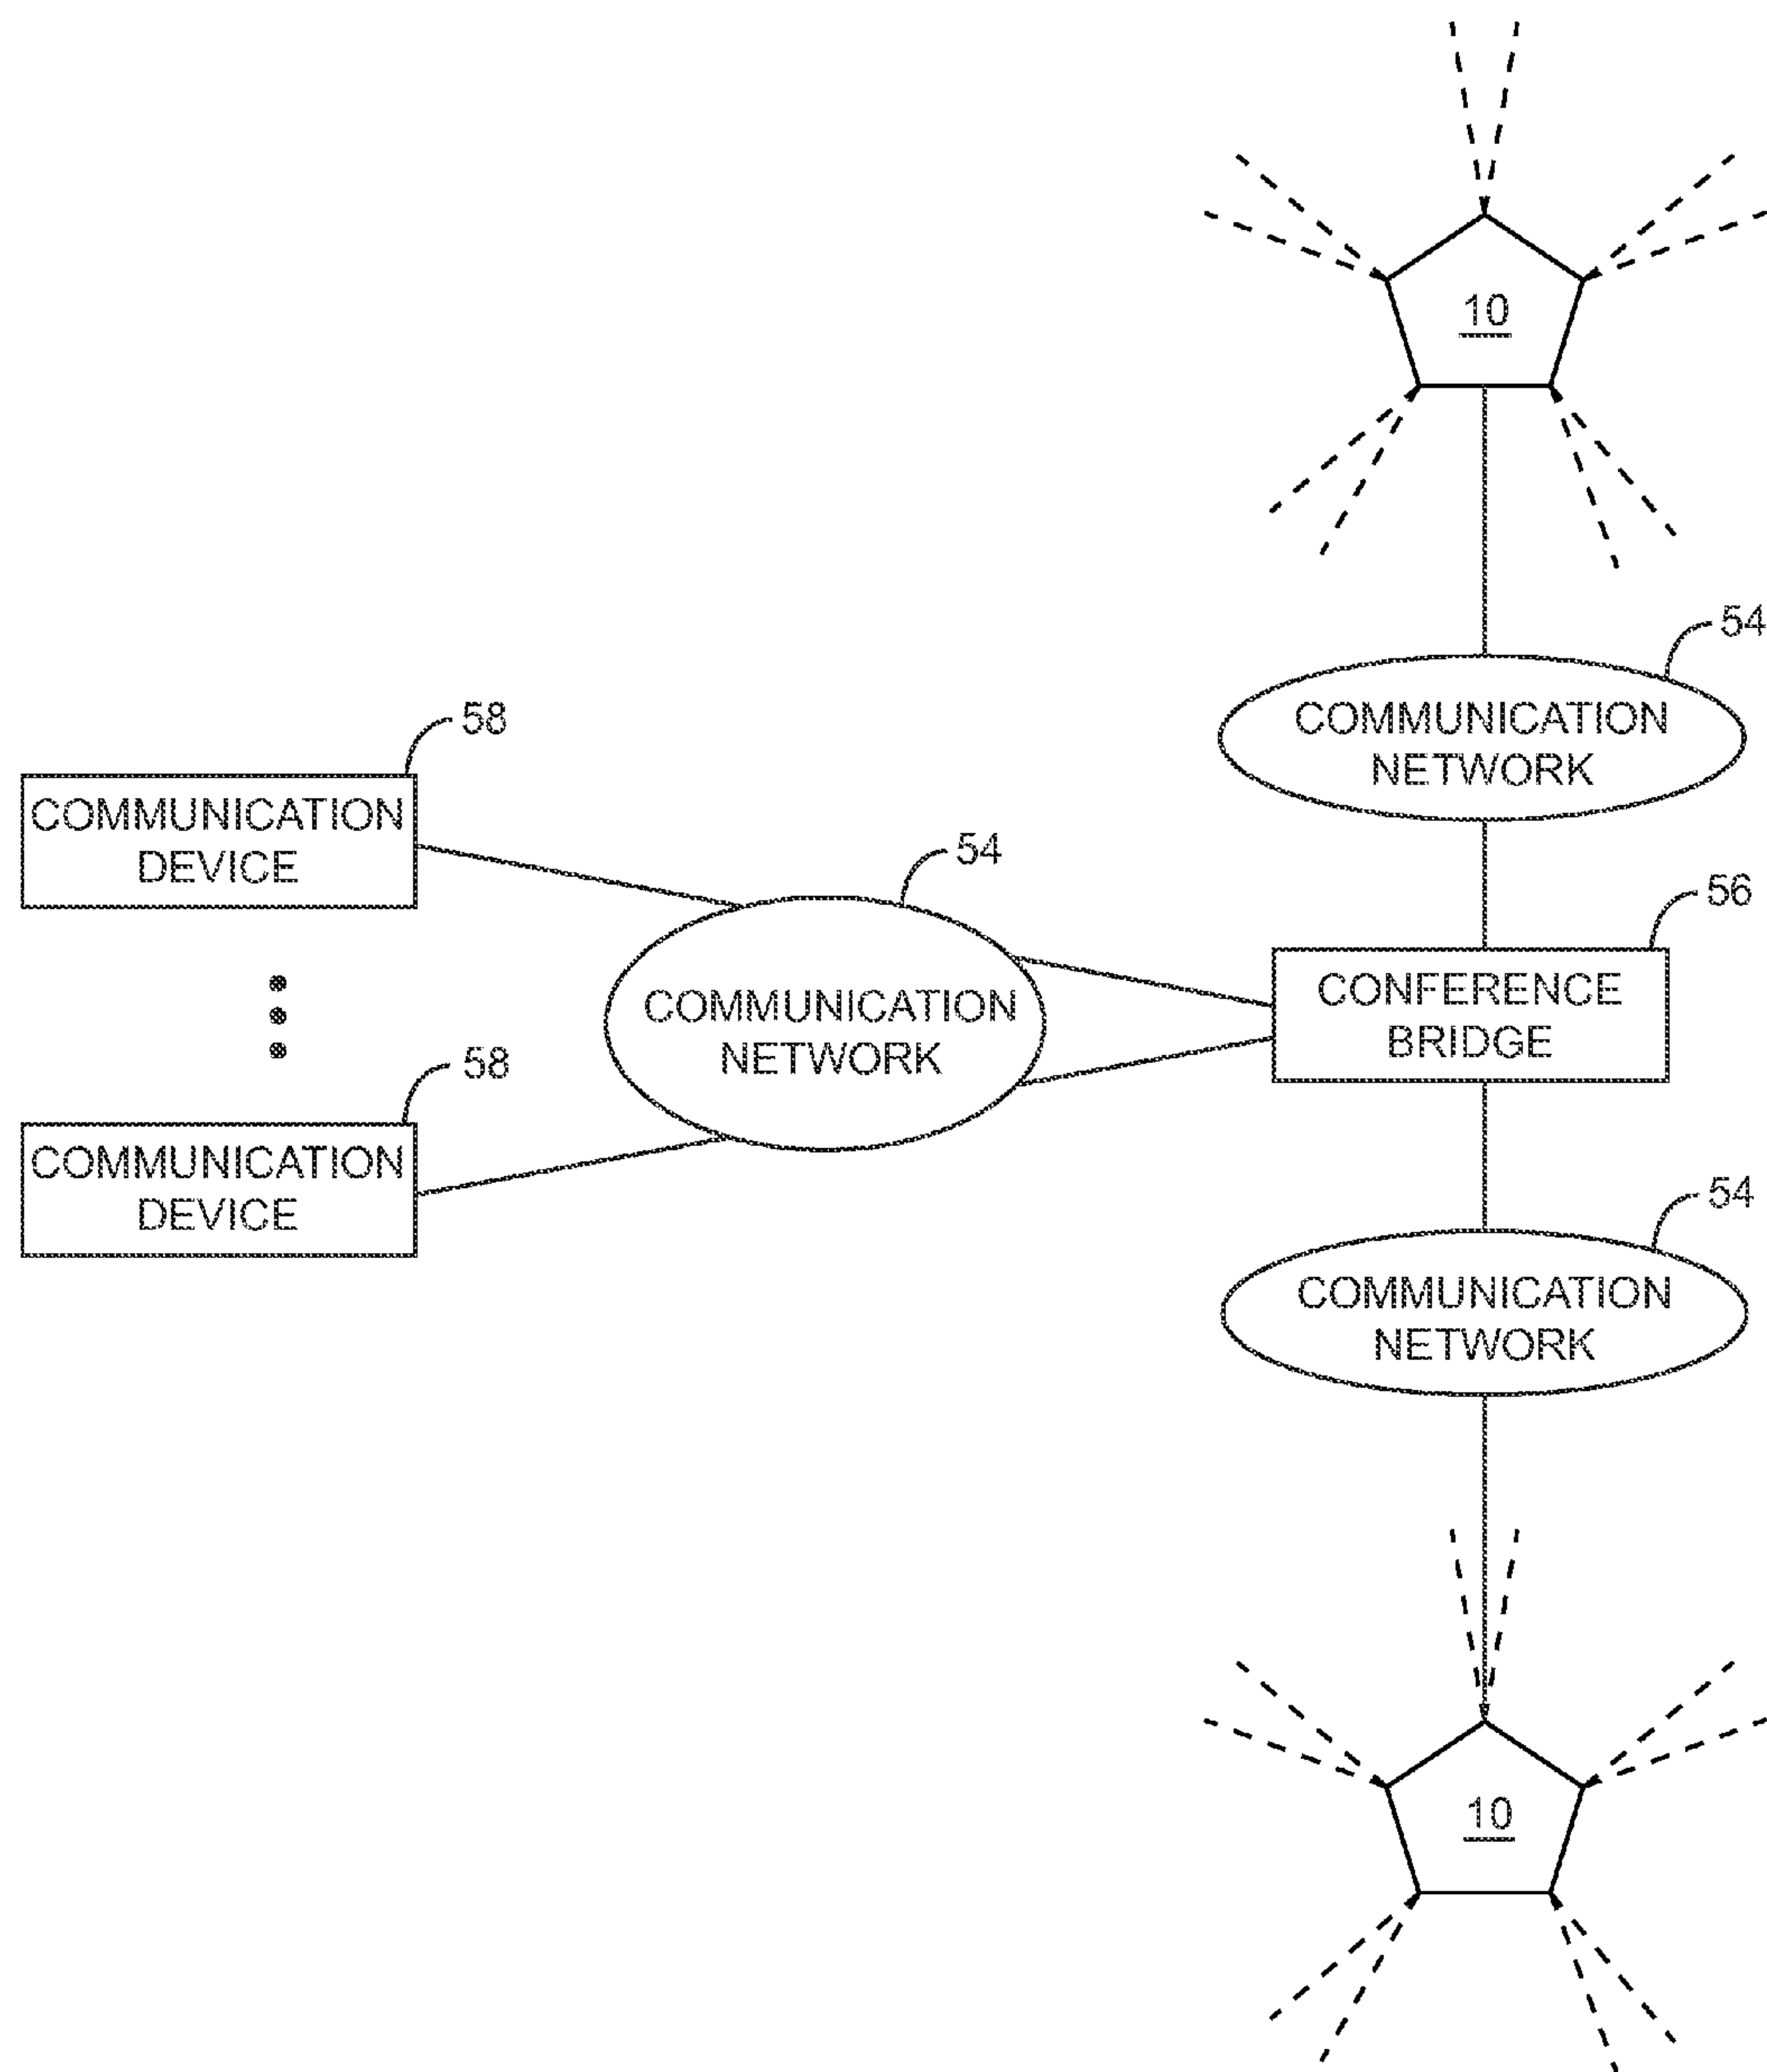 10
54
COMMUNICATION
NETWORK
58
COMMUNICATION
DEVICE
54
COMMUNICATION
NETWORK
56
CONFERENCE
BRIDGE
58
COMMUNICATION
DEVICE
54
COMMUNICATION
NETWORK
10